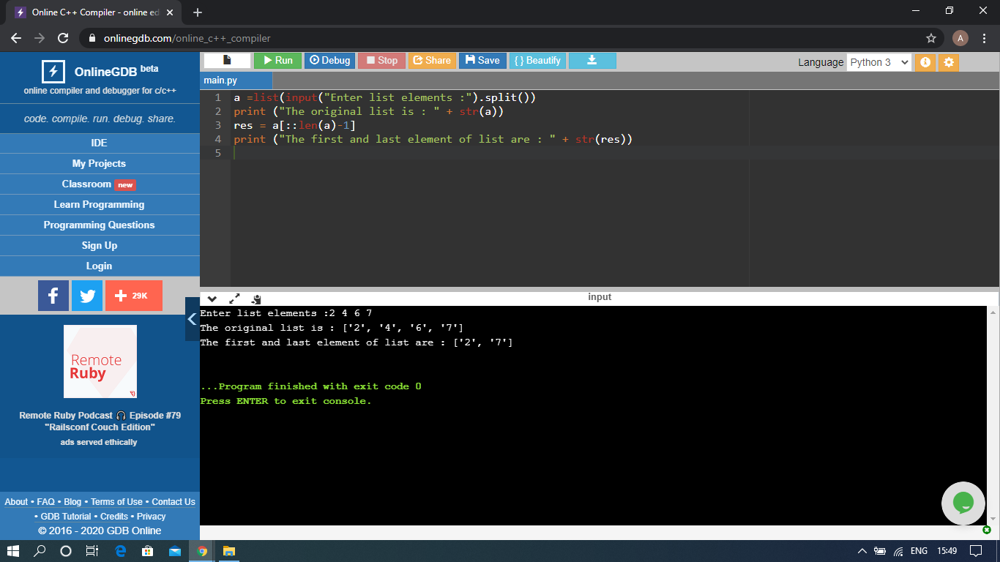 Online C++ Compiler - online ed
onlinegdb.com/online_c++_compiler
A
OnlineGDB beta
online compiler and debugger for c/c++
code. compile. run. debug. share.
IDE
My Projects
Classroom new
Learn Programming
Programming Questions
Sign Up
Login
f
29K
Remote
Ruby
Remote Ruby Podcast 🎧 Episode #79
"Railsconf Couch Edition"
ads served ethically
About • FAQ • Blog • Terms of Use • Contact Us
• GDB Tutorial • Credits • Privacy
© 2016 - 2020 GDB Online
Run Debug Stop Share Save { } Beautify
Language Python 3
main.py
1 a =list(input("Enter list elements :").split())
2 print ("The original list is : " + str(a))
3 res = a[::len(a)-1]
4 print ("The first and last element of list are : " + str(res))
5
input
Enter list elements :2 4 6 7
The original list is : ['2', '4', '6', '7']
The first and last element of list are : ['2', '7']
...Program finished with exit code 0
Press ENTER to exit console.
ENG 15:49